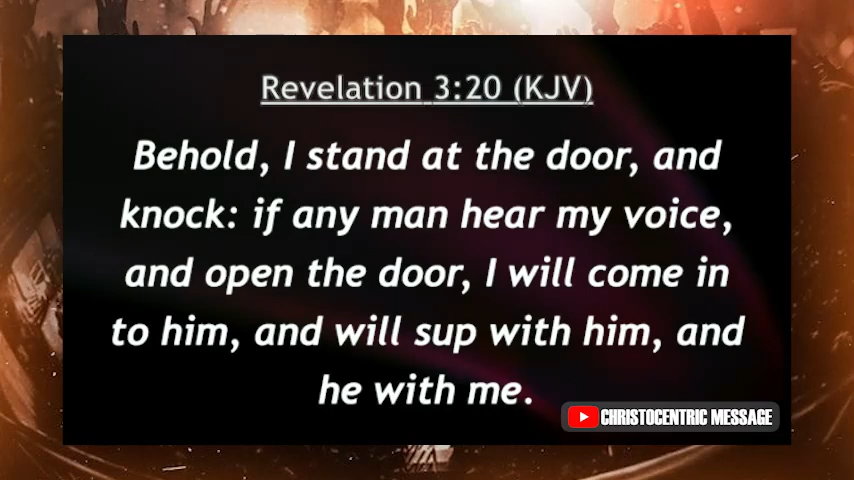 Revelation 3:20 (KJV)
Behold, I stand at the door, and
knock: if any man hear my voice,
and open the door, I will come in
to him, and will sup with him, and
he with me.
CHRISTOCENTRIC MESSAGE